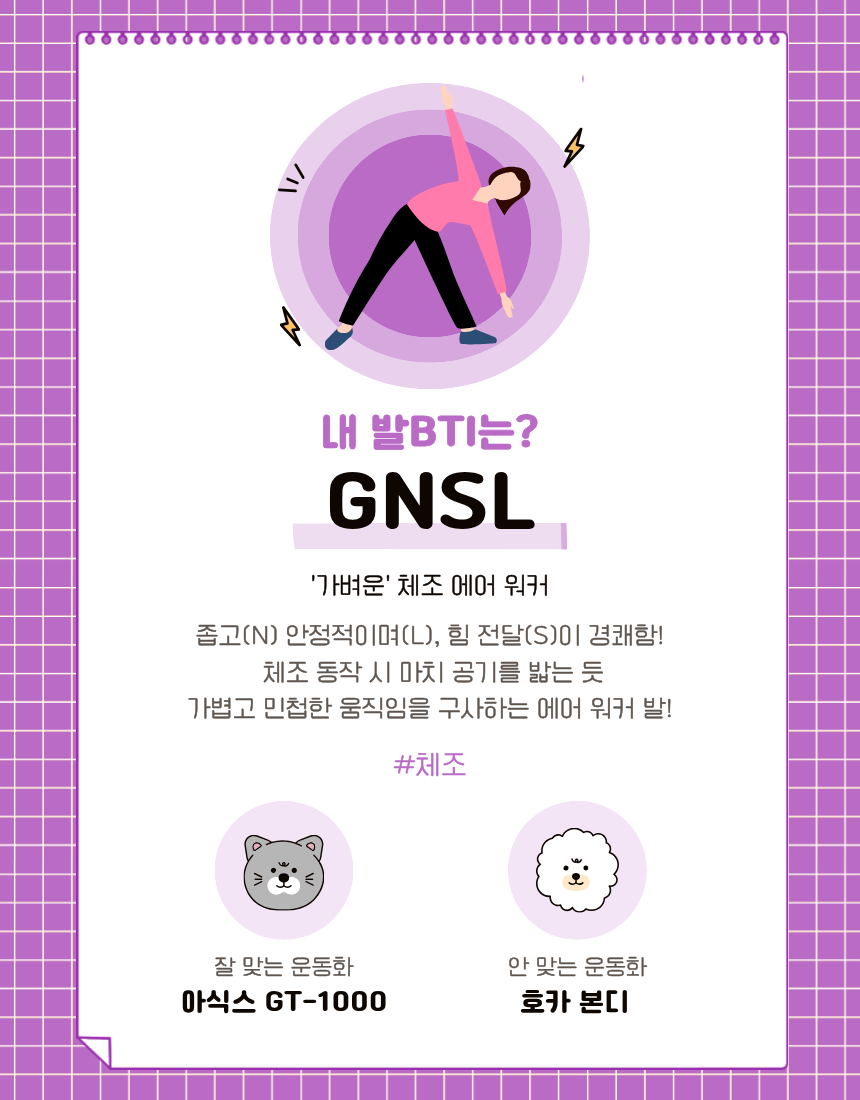 내 발BTI는?
GNSL
'가벼운' 체조 에어 워커
좁고(N) 안정적이며(L), 힘 전달(S)이 경쾌함!
체조 동작 시 마치 공기를 밟는 듯
가볍고 민첩한 움직임을 구사하는 에어 워커 발!
#체조
잘 맞는 운동화
아식스 GT-1000
안 맞는 운동화
호카 본디